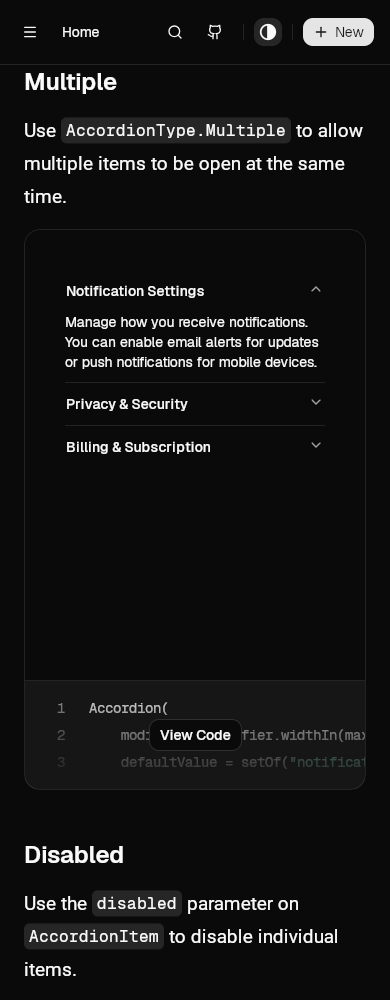 Home
New
Multiple
Use AccordionType.Multiple to allow
multiple items to be open at the same
time.
Notification Settings
Manage how you receive notifications.
You can enable email alerts for updates
or push notifications for mobile devices.
Privacy & Security
Billing & Subscription
1 Accordion(
2 modi fier.widthIn(max
View Code
3 defaultValue = setOf("notificat
Disabled
Use the disabled parameter on
AccordionItem to disable individual
items.